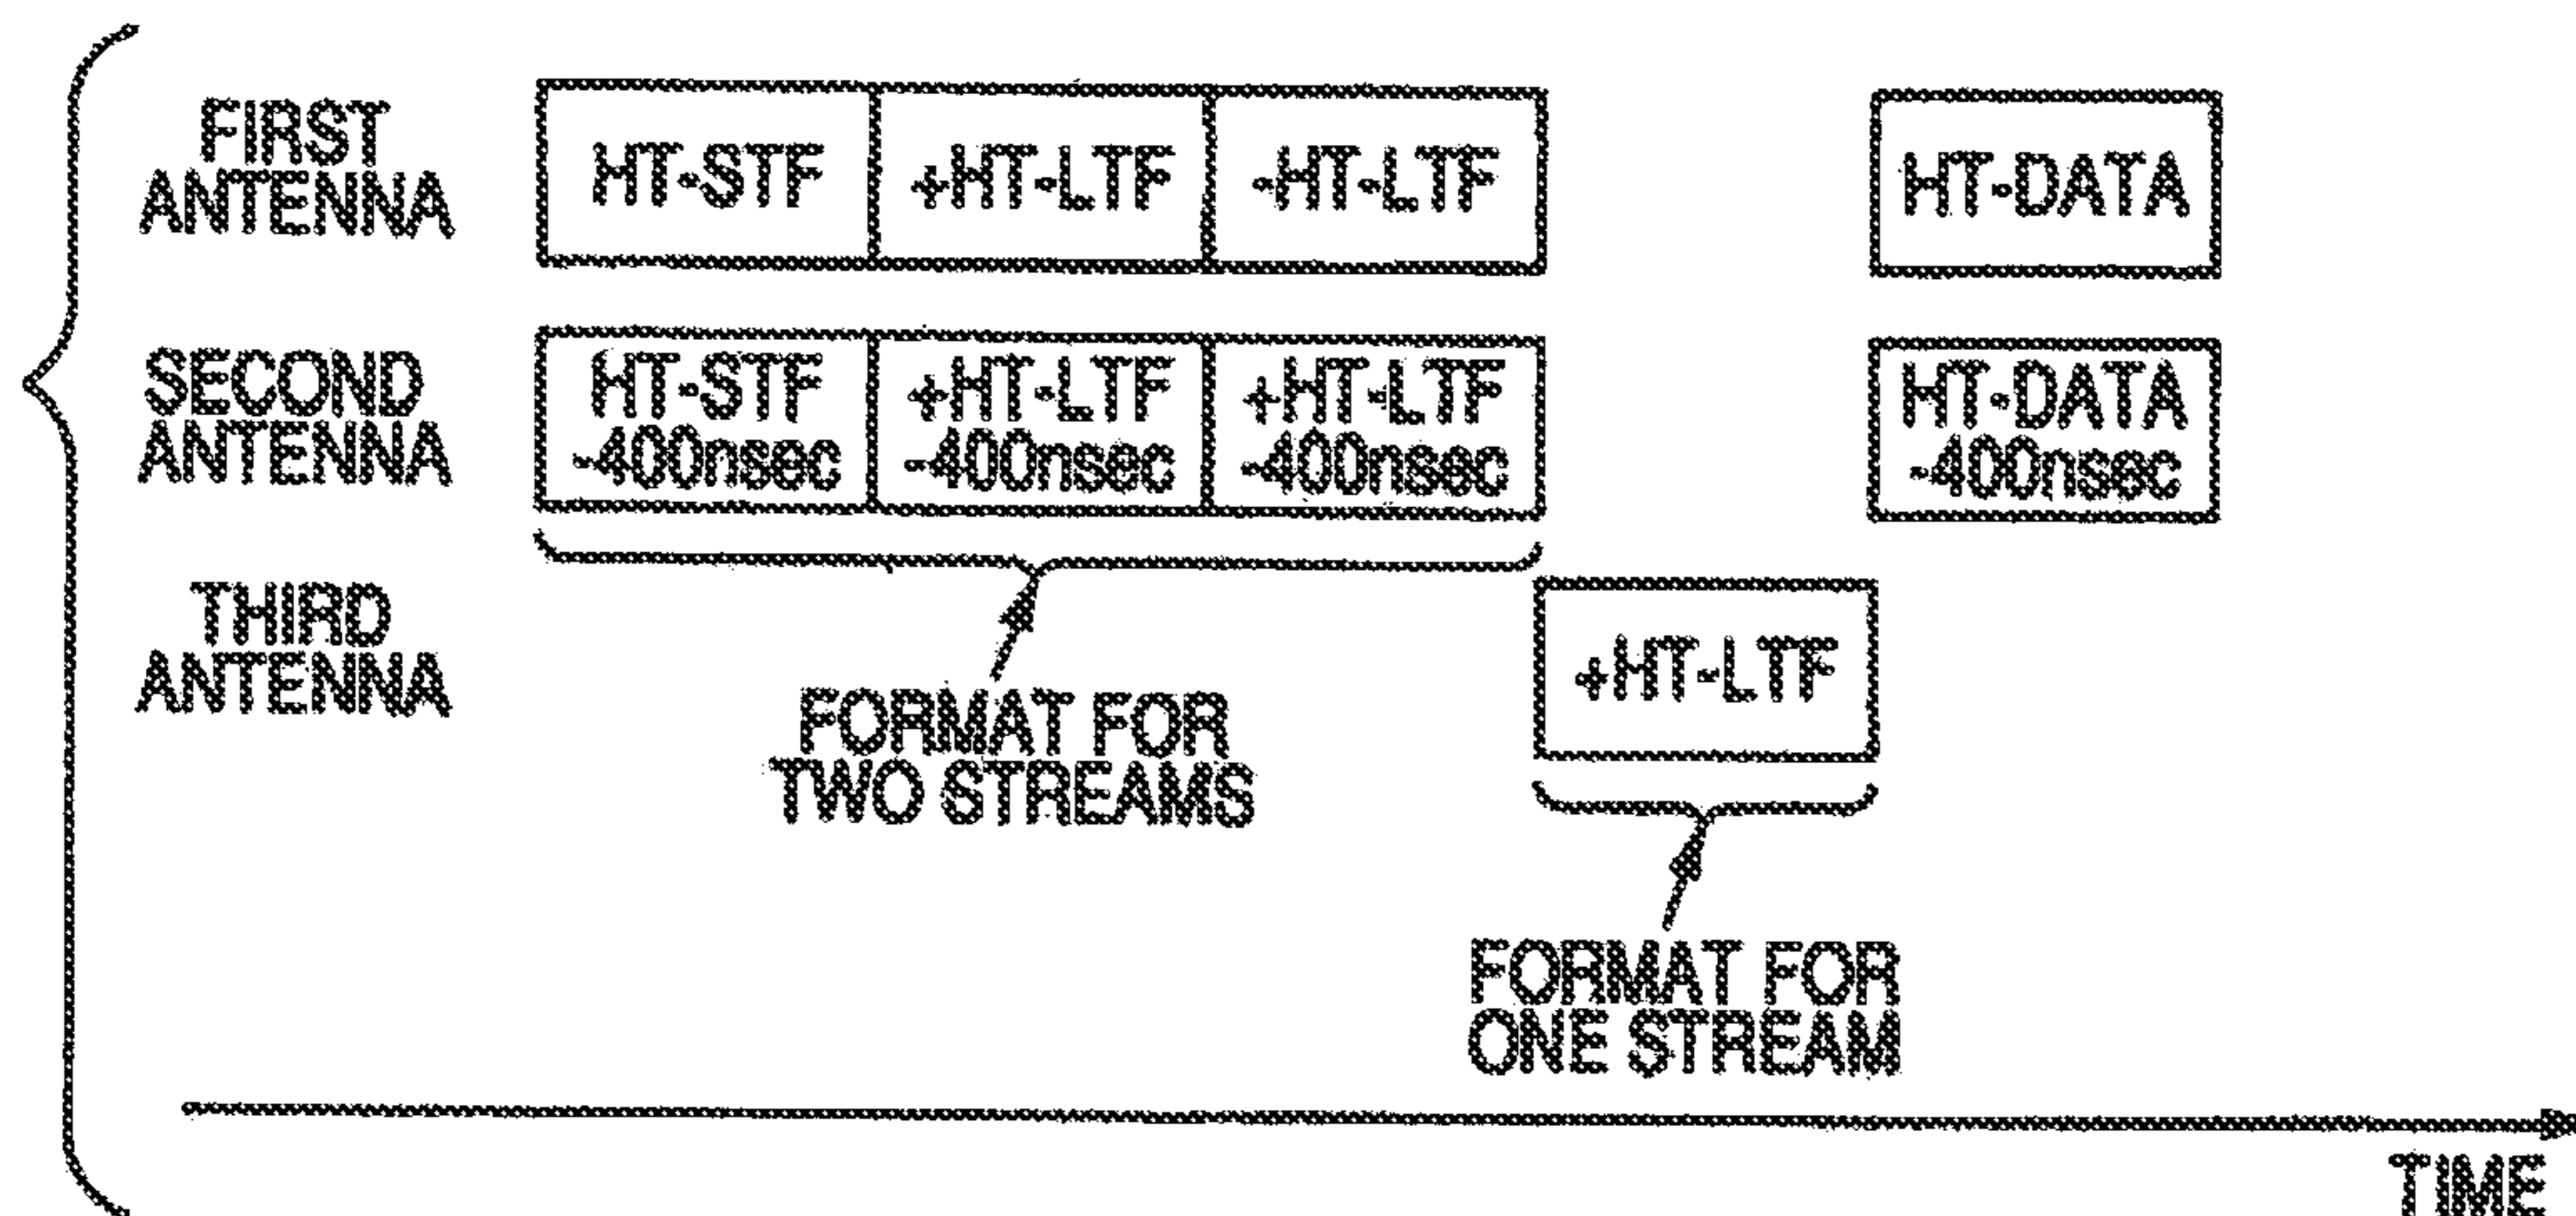 FIRST
ANTENNA
HT-STF
+HT-LTF
-HT-LTF
HT-DATA
SECOND
ANTENNA
HT-STF
-400nsec
+HT-LTF
-400nsec
+HT-LTF
-400nsec
HT-DATA
-400nsec
THIRD
ANTENNA
+HT-LTF
FORMAT FOR
TWO STREAMS
FORMAT FOR
ONE STREAM
TIME